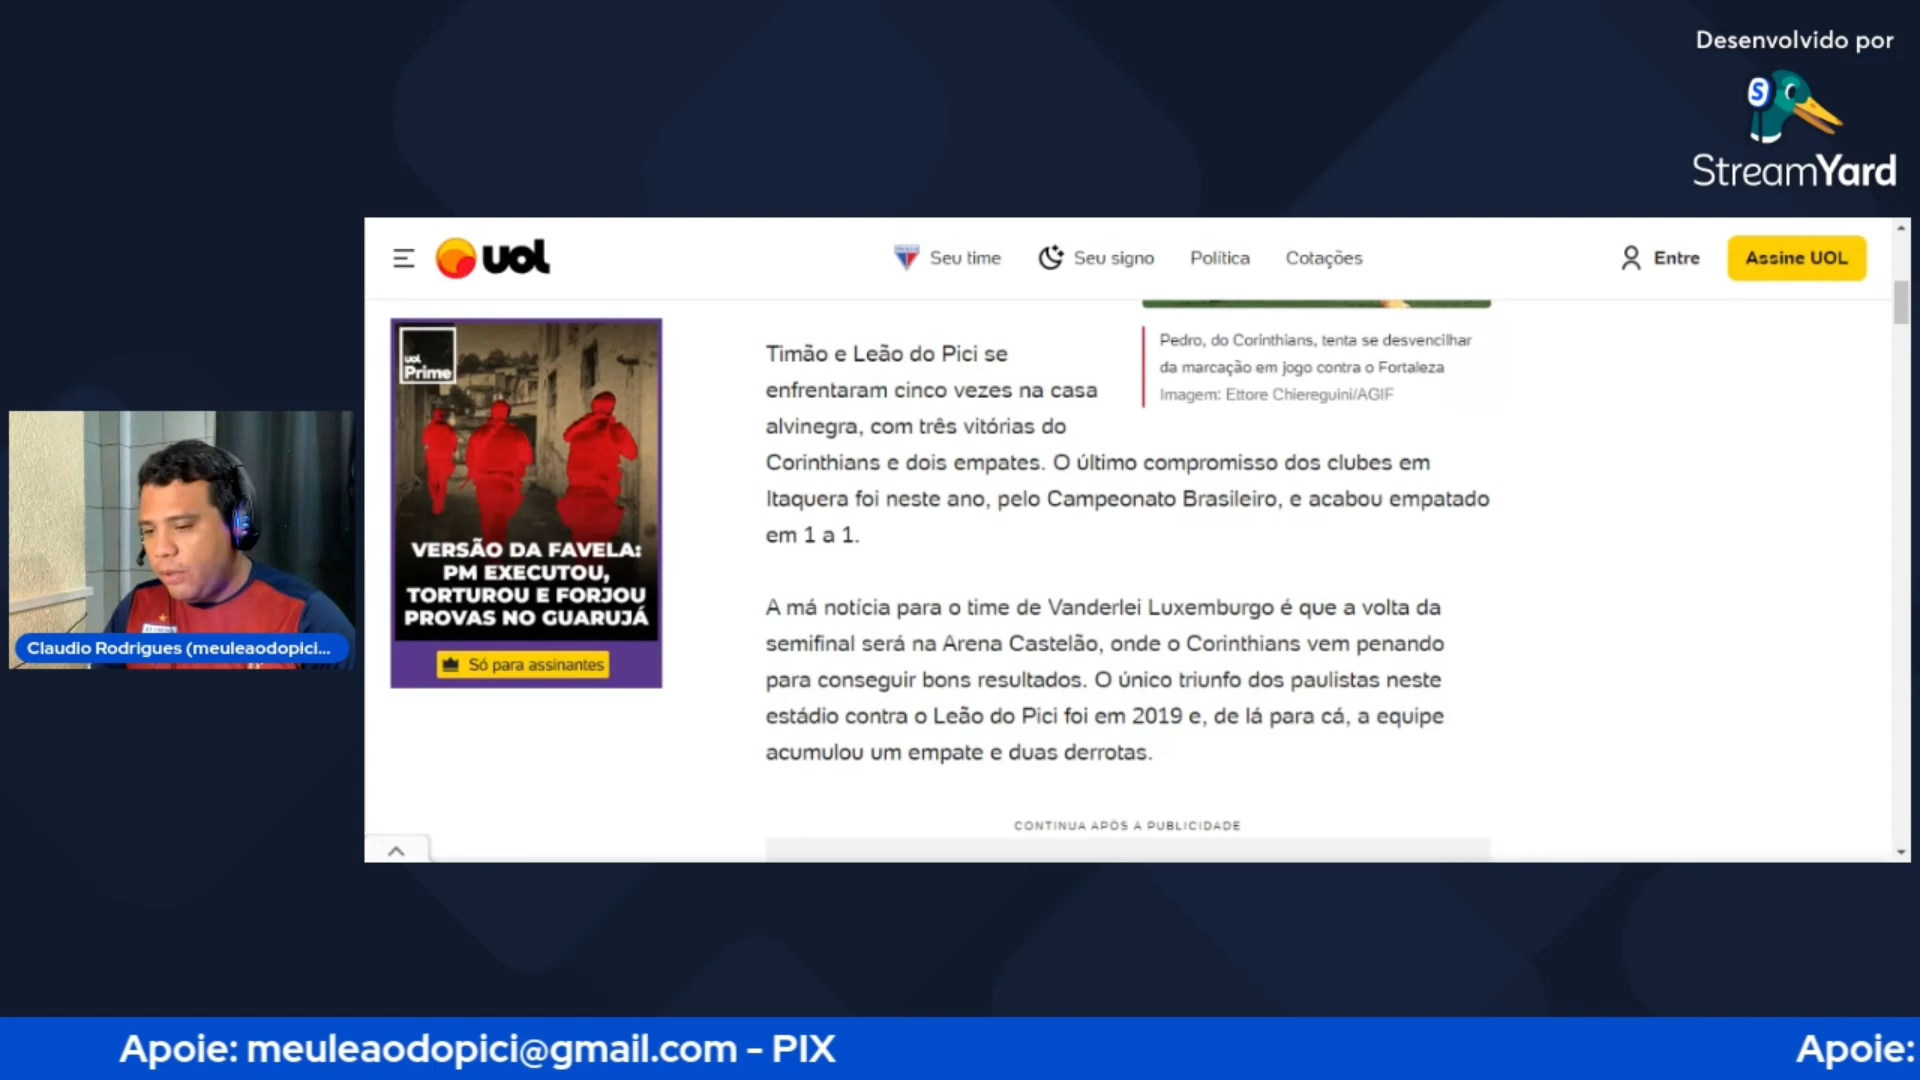 Desenvolvido por
StreamYard
uol
Seu time
Seu signo
Política
Cotações
Entre
Assine UOL
uol
Prime
VERSÃO DA FAVELA:
PM EXECUTOU,
TORTUROU E FORJOU
PROVAS NO GUARUJÁ
Só para assinantes
Timão e Leão do Pici se
enfrentaram cinco vezes na casa
alvinegra, com três vitórias do
Corinthians e dois empates. O último compromisso dos clubes em
Itaquera foi neste ano, pelo Campeonato Brasileiro, e acabou empatado
em 1 a 1.
Pedro, do Corinthians, tenta se desvencilhar
da marcação em jogo contra o Fortaleza
Imagem: Ettore Chiereguini/AGIF
A má notícia para o time de Vanderlei Luxemburgo é que a volta da
semifinal será na Arena Castelão, onde o Corinthians vem penando
para conseguir bons resultados. O único triunfo dos paulistas neste
estádio contra o Leão do Pici foi em 2019 e, de lá para cá, a equipe
acumulou um empate e duas derrotas.
CONTINUA APÓS A PUBLICIDADE
Claudio Rodrigues (meuleaodopici...
Apoie: meuleaodopici@gmail.com - PIX
Apoie: